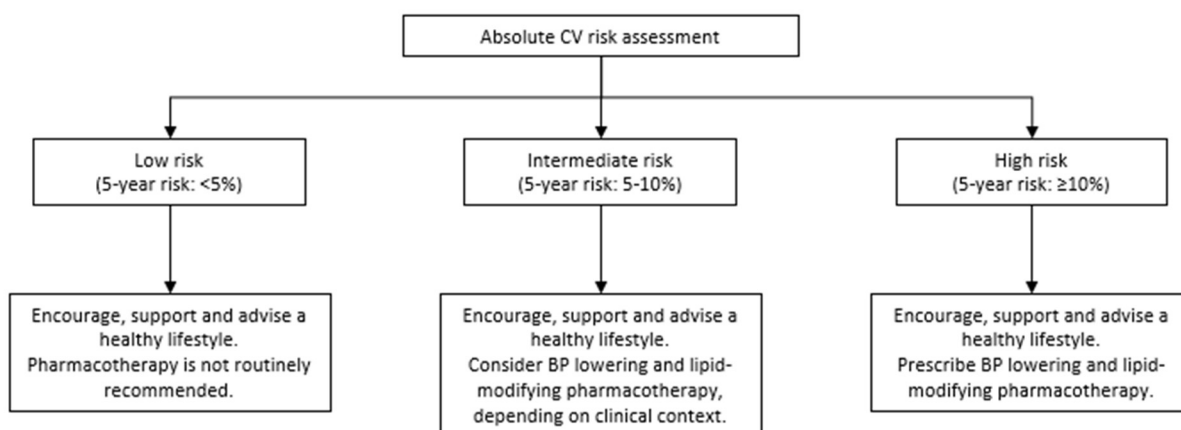 Absolute CV risk assessment
Low risk
(5-year risk: <5%)
Intermediate risk
(5-year risk: 5-10%)
High risk
(5-year risk: ≥10%)
Encourage, support and advise a
healthy lifestyle.
Pharmacotherapy is not routinely
recommended.
Encourage, support and advise a
healthy lifestyle.
Consider BP lowering and lipid-
modifying pharmacotherapy,
depending on clinical context.
Encourage, support and advise a
healthy lifestyle.
Prescribe BP lowering and lipid-
modifying pharmacotherapy.